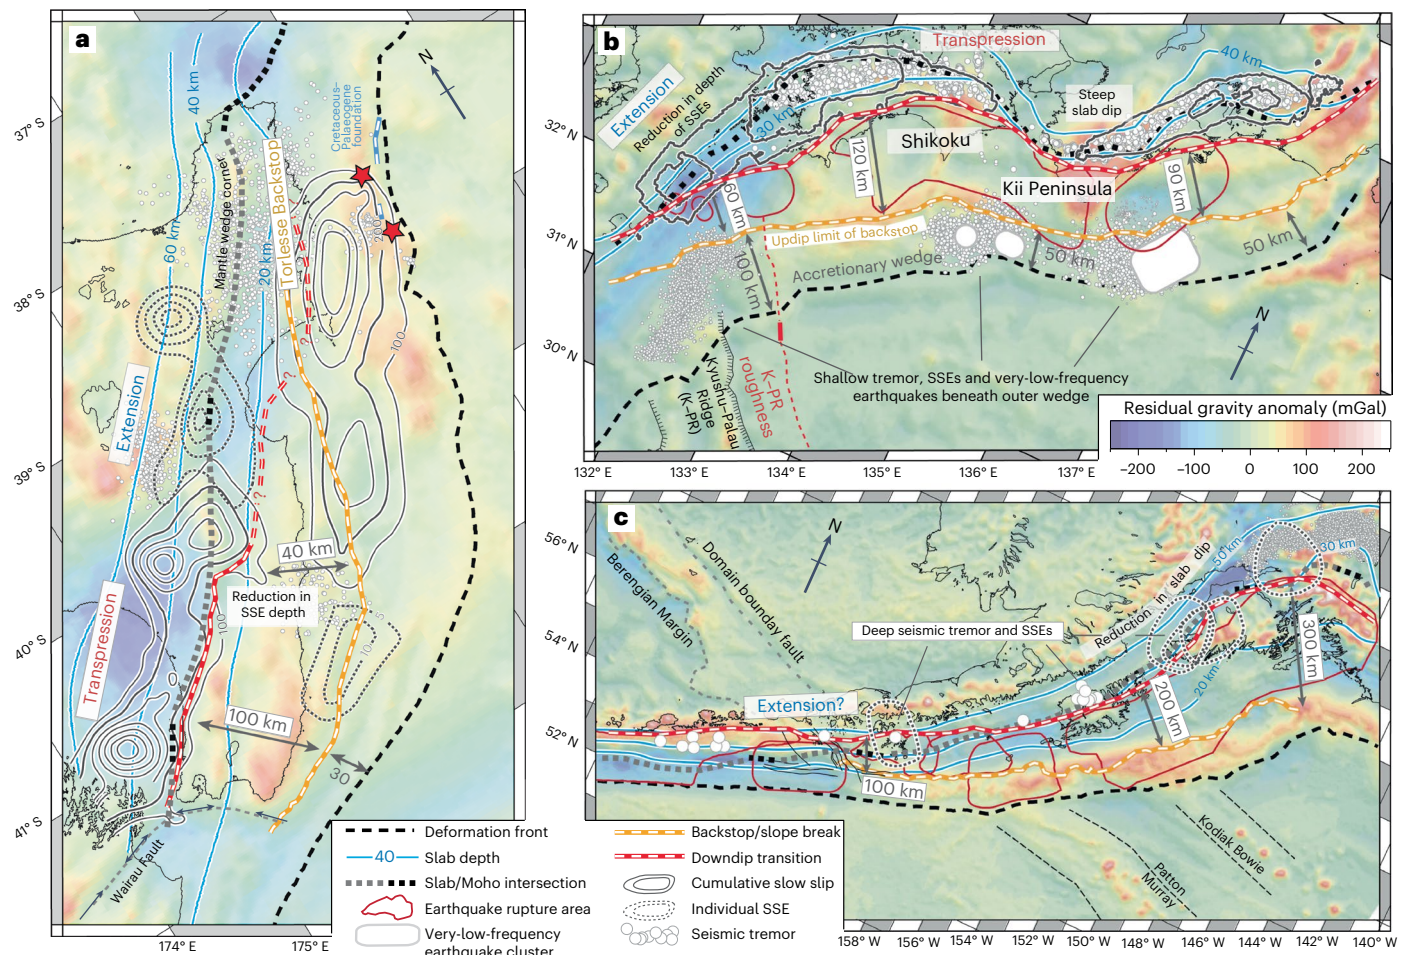 a
N
37° S
38° S
39° S
40° S
41° S
174° E
175° E
40 km
60 km
20 km
Cretaceous–
Palaeogene
foundation
Mantle wedge corner
Torlesse Backstop
200
100
?
?
?
Extension
Transpression
40 km
Reduction in
SSE depth
100
10
0
100 km
30
Wairau Fault
b
Transpression
Extension
Reduction in depth
of SSEs
30 km
40 km
Steep
slab dip
Shikoku
Kii Peninsula
120 km
60 km
90 km
Updip limit of backstop
Accretionary wedge
100 km
50 km
50 km
N
Kyushu–Palau
Ridge
(K–PR)
K–PR
roughness
Shallow tremor, SSEs and very-low-frequency
earthquakes beneath outer wedge
32° N
31° N
30° N
132° E
133° E
134° E
135° E
136° E
137° E
Residual gravity anomaly (mGal)
–200
–100
0
100
200
c
N
Berengian Margin
Domain bounday fault
Reduction in slab dip
50 km
30 km
20 km
Deep seismic tremor and SSEs
Extension?
300 km
200 km
100 km
Kodiak Bowie
Patton
Murray
56° N
54° N
52° N
158° W
156° W
154° W
152° W
150° W
148° W
146° W
144° W
142° W
140° W
Deformation front
40
Slab depth
Slab/Moho intersection
Earthquake rupture area
Very-low-frequency
earthquake cluster
Backstop/slope break
Downdip transition
Cumulative slow slip
Individual SSE
Seismic tremor